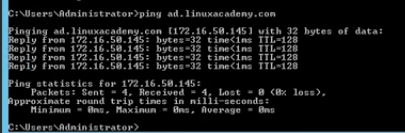 C:\Users\Administrator>ping ad.linuxacademy.com
Pinging ad.linuxacademy.com [172.16.50.145] with 32 bytes of data:
Reply from 172.16.50.145: bytes=32 time<1ms TTL=128
Reply from 172.16.50.145: bytes=32 time<1ms TTL=128
Reply from 172.16.50.145: bytes=32 time<1ms TTL=128
Reply from 172.16.50.145: bytes=32 time<1ms TTL=128
Ping statistics for 172.16.50.145:
Packets: Sent = 4, Received = 4, Lost = 0 (0% loss),
Approximate round trip times in milli-seconds:
Minimum = 0ms, Maximum = 0ms, Average = 0ms
C:\Users\Administrator>